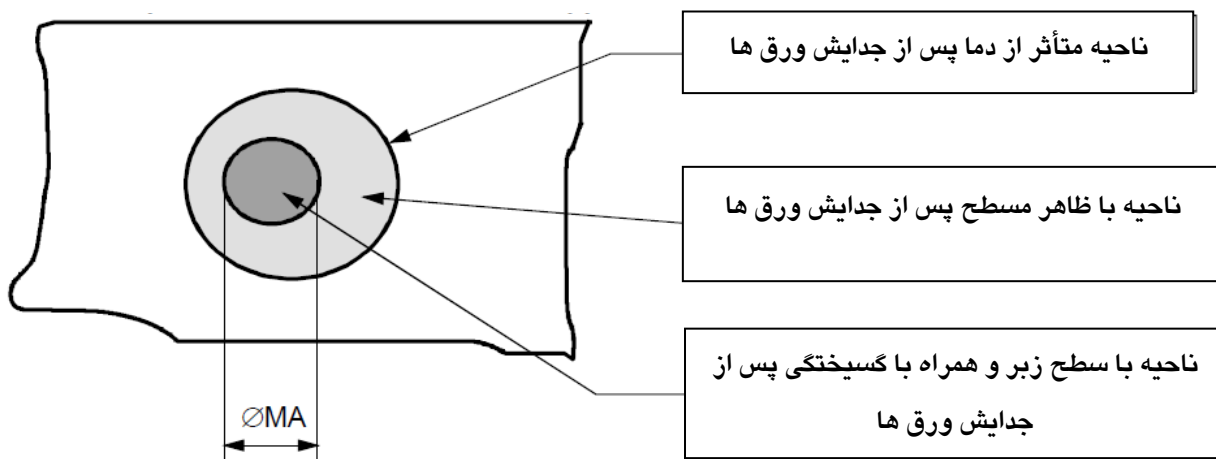 ناحیه متأثر از دما پس از جدایش ورق ها
ناحیه با ظاهر مسطح پس از جدایش ورق ها
ناحیه با سطح زبر و همراه با گسیختگی پس از
جدایش ورق ها
∅MA